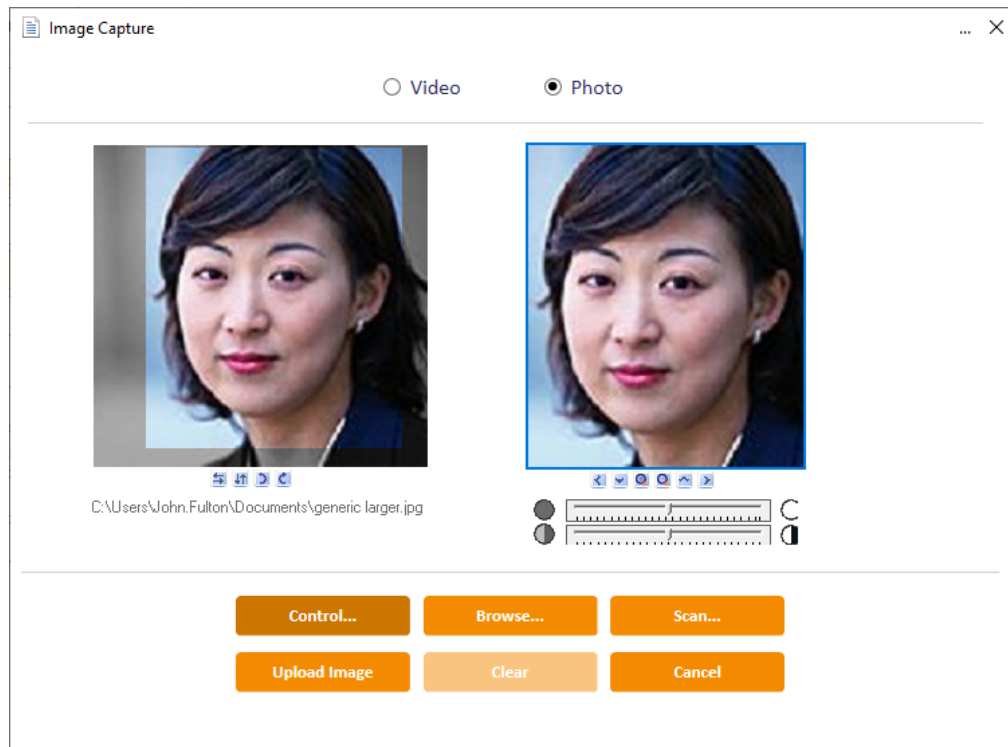 Image Capture ... 
Video Photo
C:\Users\John.Fulton\Documents\generic larger.jpg
Control... Browse... Scan...
Upload Image Clear Cancel